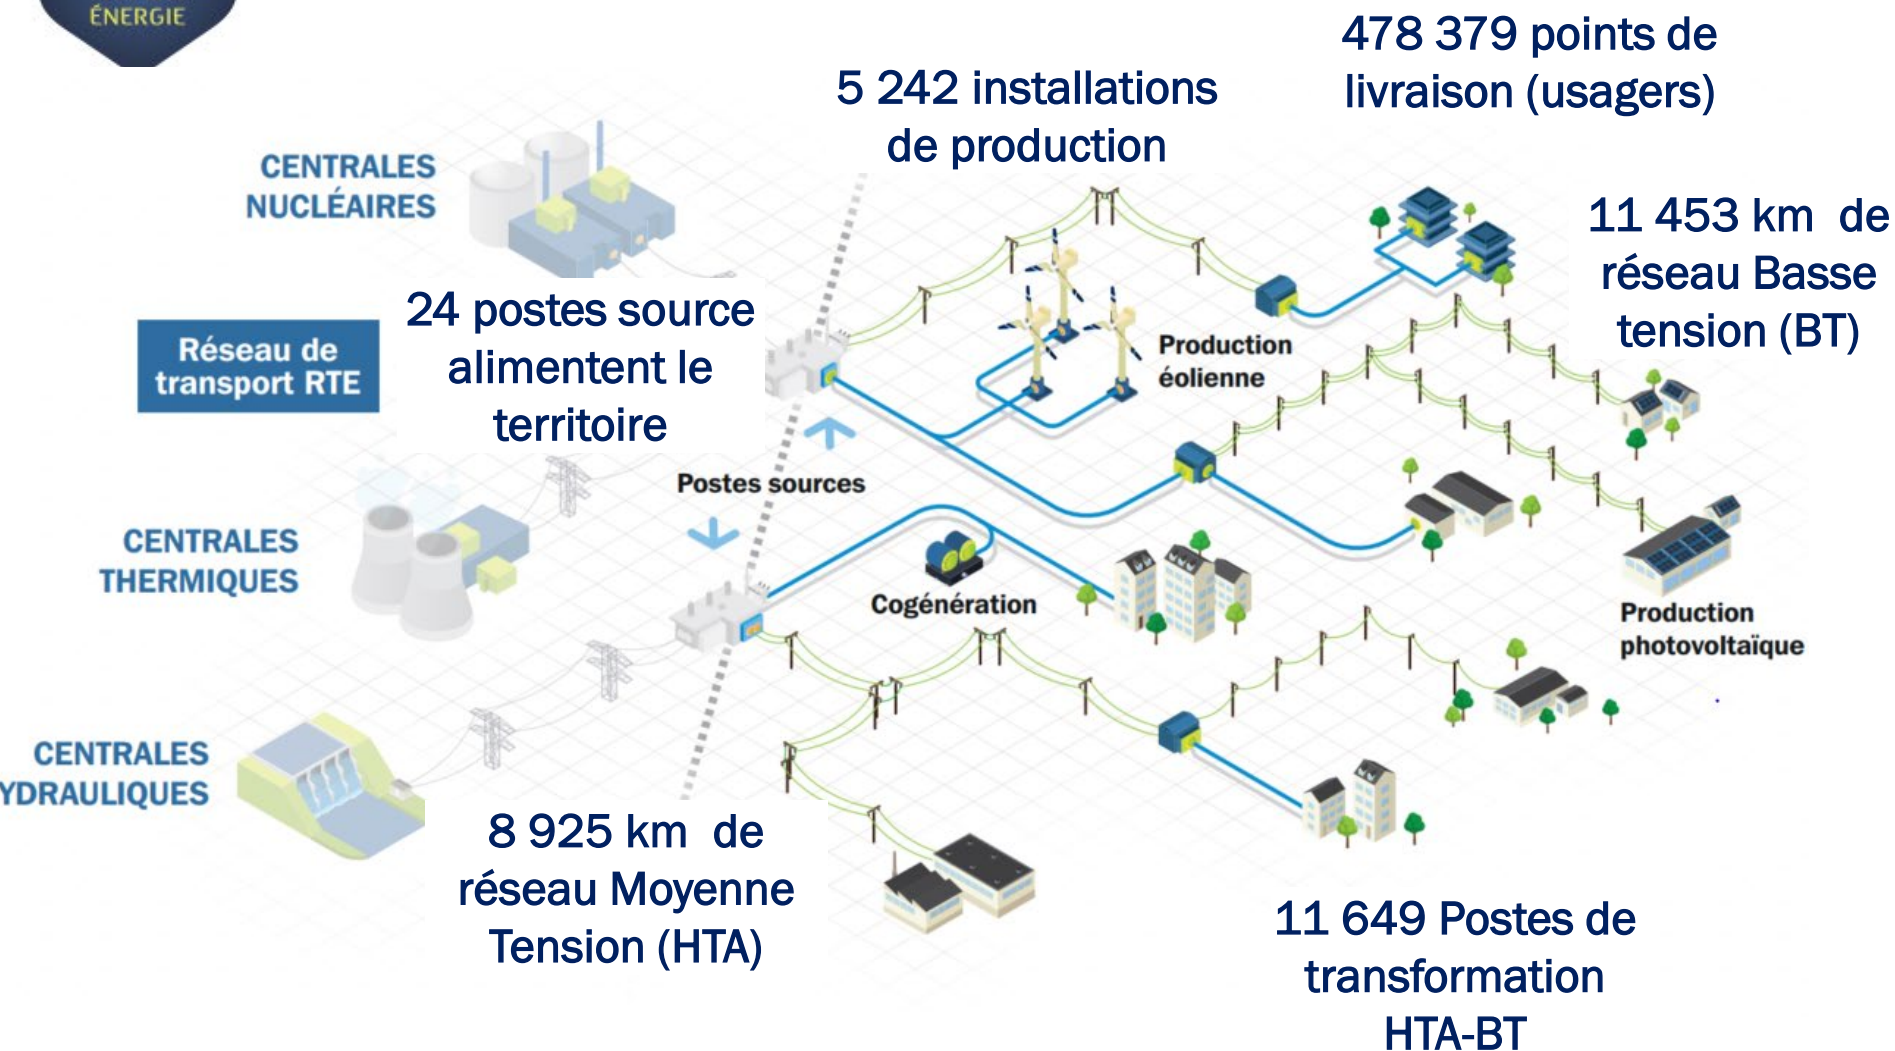 ÉNERGIE
478 379 points de
livraison (usagers)
5 242 installations
de production
CENTRALES
NUCLÉAIRES
11 453 km  de
réseau Basse
tension (BT)
24 postes source
alimentent le
territoire
Réseau de
transport RTE
Production
éolienne
Postes sources
CENTRALES
THERMIQUES
Cogénération
Production
photovoltaïque
CENTRALES
YDRAULIQUES
8 925 km  de
réseau Moyenne
Tension (HTA)
11 649 Postes de
transformation
HTA-BT